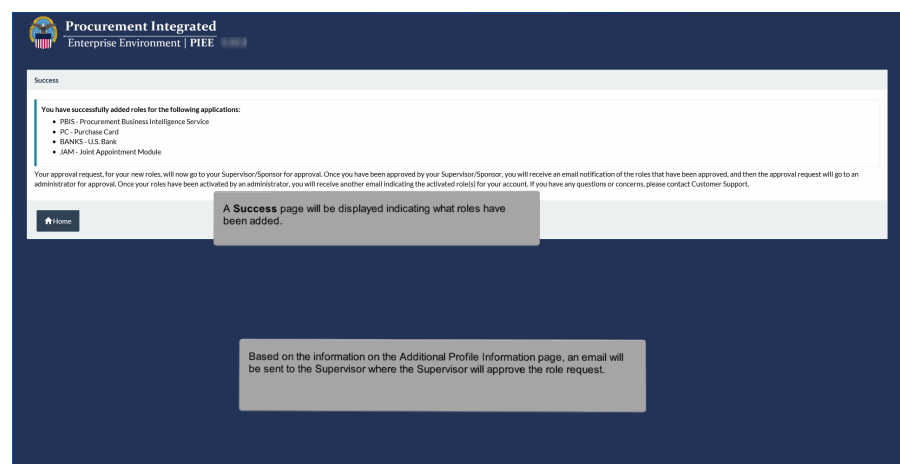 Procurement Integrated
Enterprise Environment | PIEE
Success
You have successfully added roles for the following applications:
• PBIS - Procurement Business Intelligence Service
• PC - Purchase Card
• BANKS - U.S. Bank
• JAM - Joint Appointment Module
Your approval request, for your new roles, will now go to your Supervisor/Sponsor for approval. Once you have been approved by your Supervisor/Sponsor, you will receive an email notification of the roles that have been approved, and then the approval request will go to an
administrator for approval. Once your roles have been activated by an administrator, you will receive another email indicating the activated role(s) for your account. If you have any questions or concerns, please contact Customer Support.
A Success page will be displayed indicating what roles have
been added.
Home
Based on the information on the Additional Profile Information page, an email will
be sent to the Supervisor where the Supervisor will approve the role request.